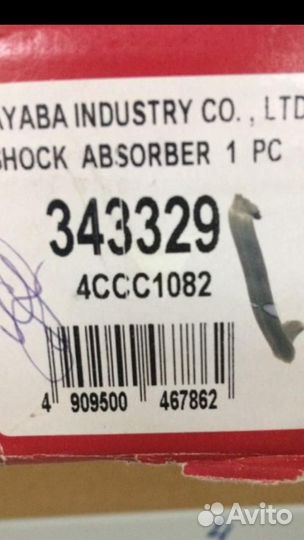 AYABA INDUSTRY CO., LTD
SHOCK ABSORBER 1 PC
343329
4CCC1082
4 909500 467862
Avito